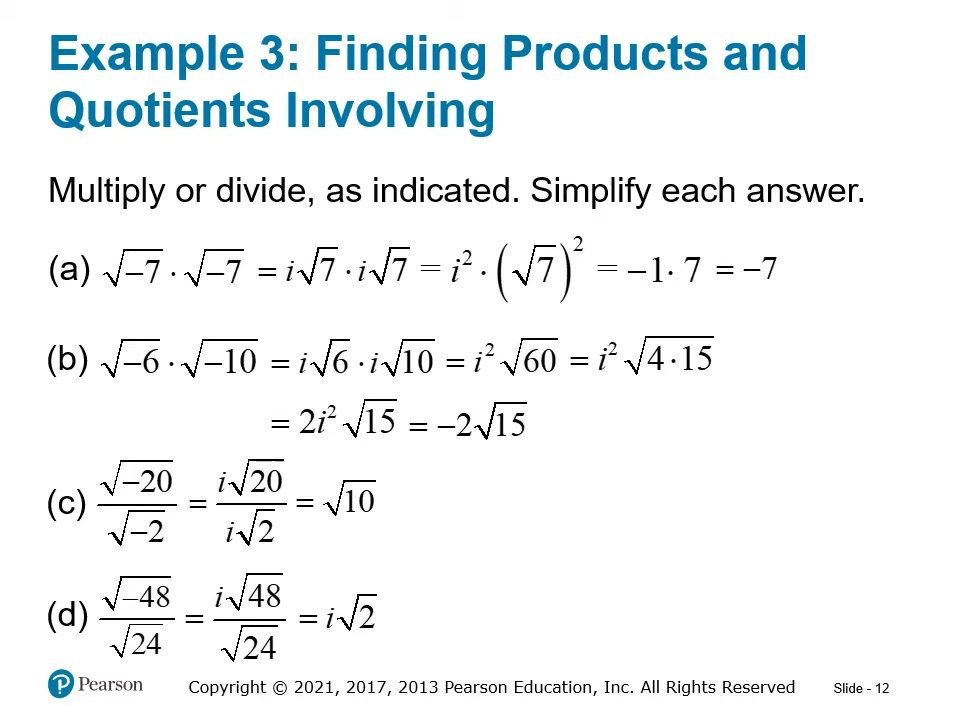 Example 3: Finding Products and
Quotients Involving
Multiply or divide, as indicated. Simplify each answer.
(a) √−7 · √−7 = i√7 · i√7 = i² · (√7)² = −1 · 7 = −7
(b) √−6 · √−10 = i√6 · i√10 = i² √60 = i² √4 · 15
= 2i² √15 = −2√15
(c) √−20 / √−2 = i√20 / i√2 = √10
(d) √−48 / √24 = i√48 / √24 = i√2
Pearson Copyright © 2021, 2017, 2013 Pearson Education, Inc. All Rights Reserved Slide - 12